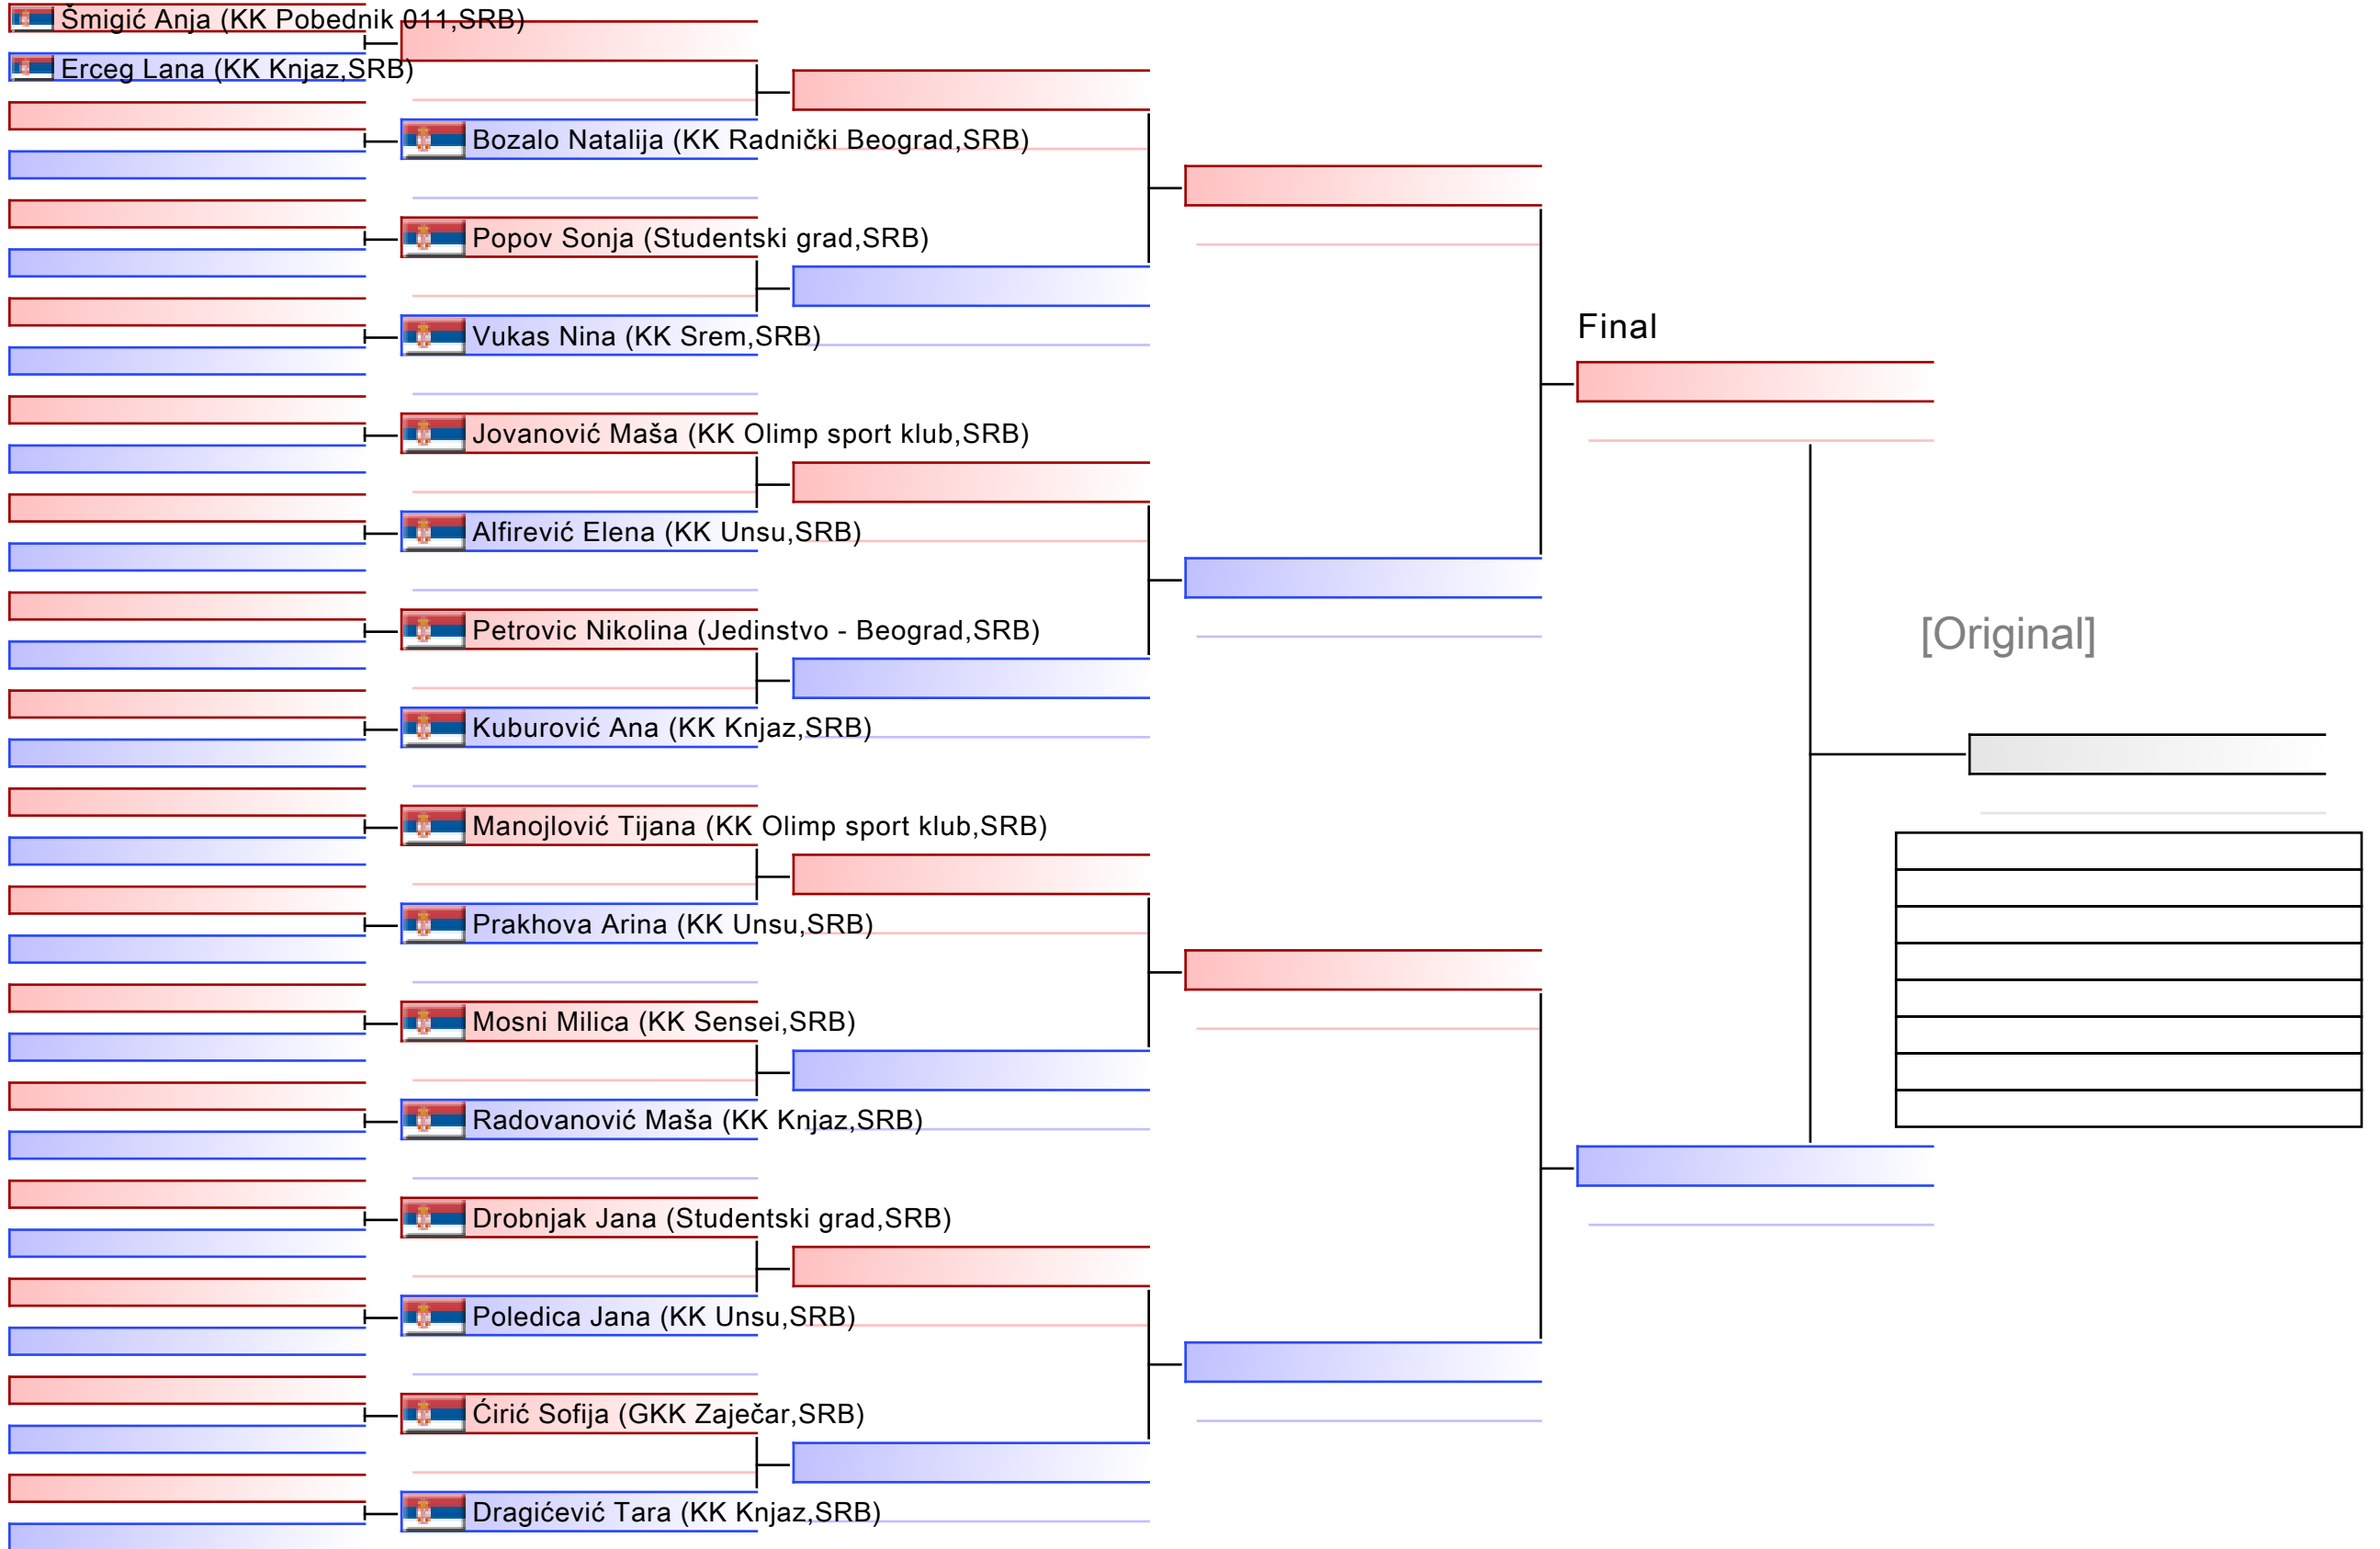 Šmigić Anja (KK Pobednik 011,SRB)
Erceg Lana (KK Knjaz,SRB)
Bozalo Natalija (KK Radnički Beograd,SRB)
Popov Sonja (Studentski grad,SRB)
Vukas Nina (KK Srem,SRB)
Final
Jovanović Maša (KK Olimp sport klub,SRB)
Alfirević Elena (KK Unsu,SRB)
Petrovic Nikolina (Jedinstvo - Beograd,SRB)
[Original]
Kuburović Ana (KK Knjaz,SRB)
Manojlović Tijana (KK Olimp sport klub,SRB)
Prakhova Arina (KK Unsu,SRB)
Mosni Milica (KK Sensei,SRB)
Radovanović Maša (KK Knjaz,SRB)
Drobnjak Jana (Studentski grad,SRB)
Poledica Jana (KK Unsu,SRB)
Ćirić Sofija (GKK Zaječar,SRB)
Dragićević Tara (KK Knjaz,SRB)